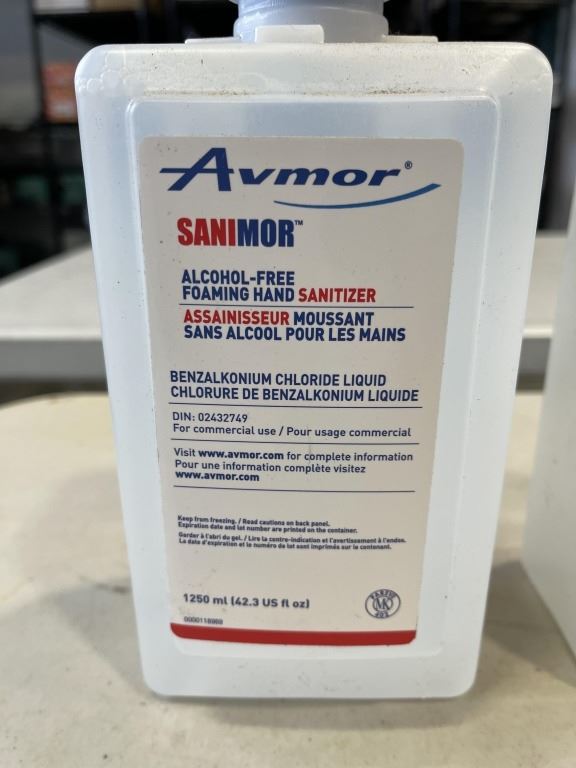 Avmor®
SANIMOR™
ALCOHOL-FREE
FOAMING HAND SANITIZER
ASSAINISSEUR MOUSSANT
SANS ALCOOL POUR LES MAINS
BENZALKONIUM CHLORIDE LIQUID
CHLORURE DE BENZALKONIUM LIQUIDE
DIN: 02432749
For commercial use / Pour usage commercial
Visit www.avmor.com for complete information
Pour une information complète visitez
www.avmor.com
Keep from freezing. / Read cautions on back panel.
Expiration date and lot number are printed on the container.
Garder à l'abri du gel. / Lire la contre-indication et l'avertissement à l'endos.
La date d'expiration et le numéro de lot sont imprimés sur le contenant.
1250 ml (42.3 US fl oz)
MK